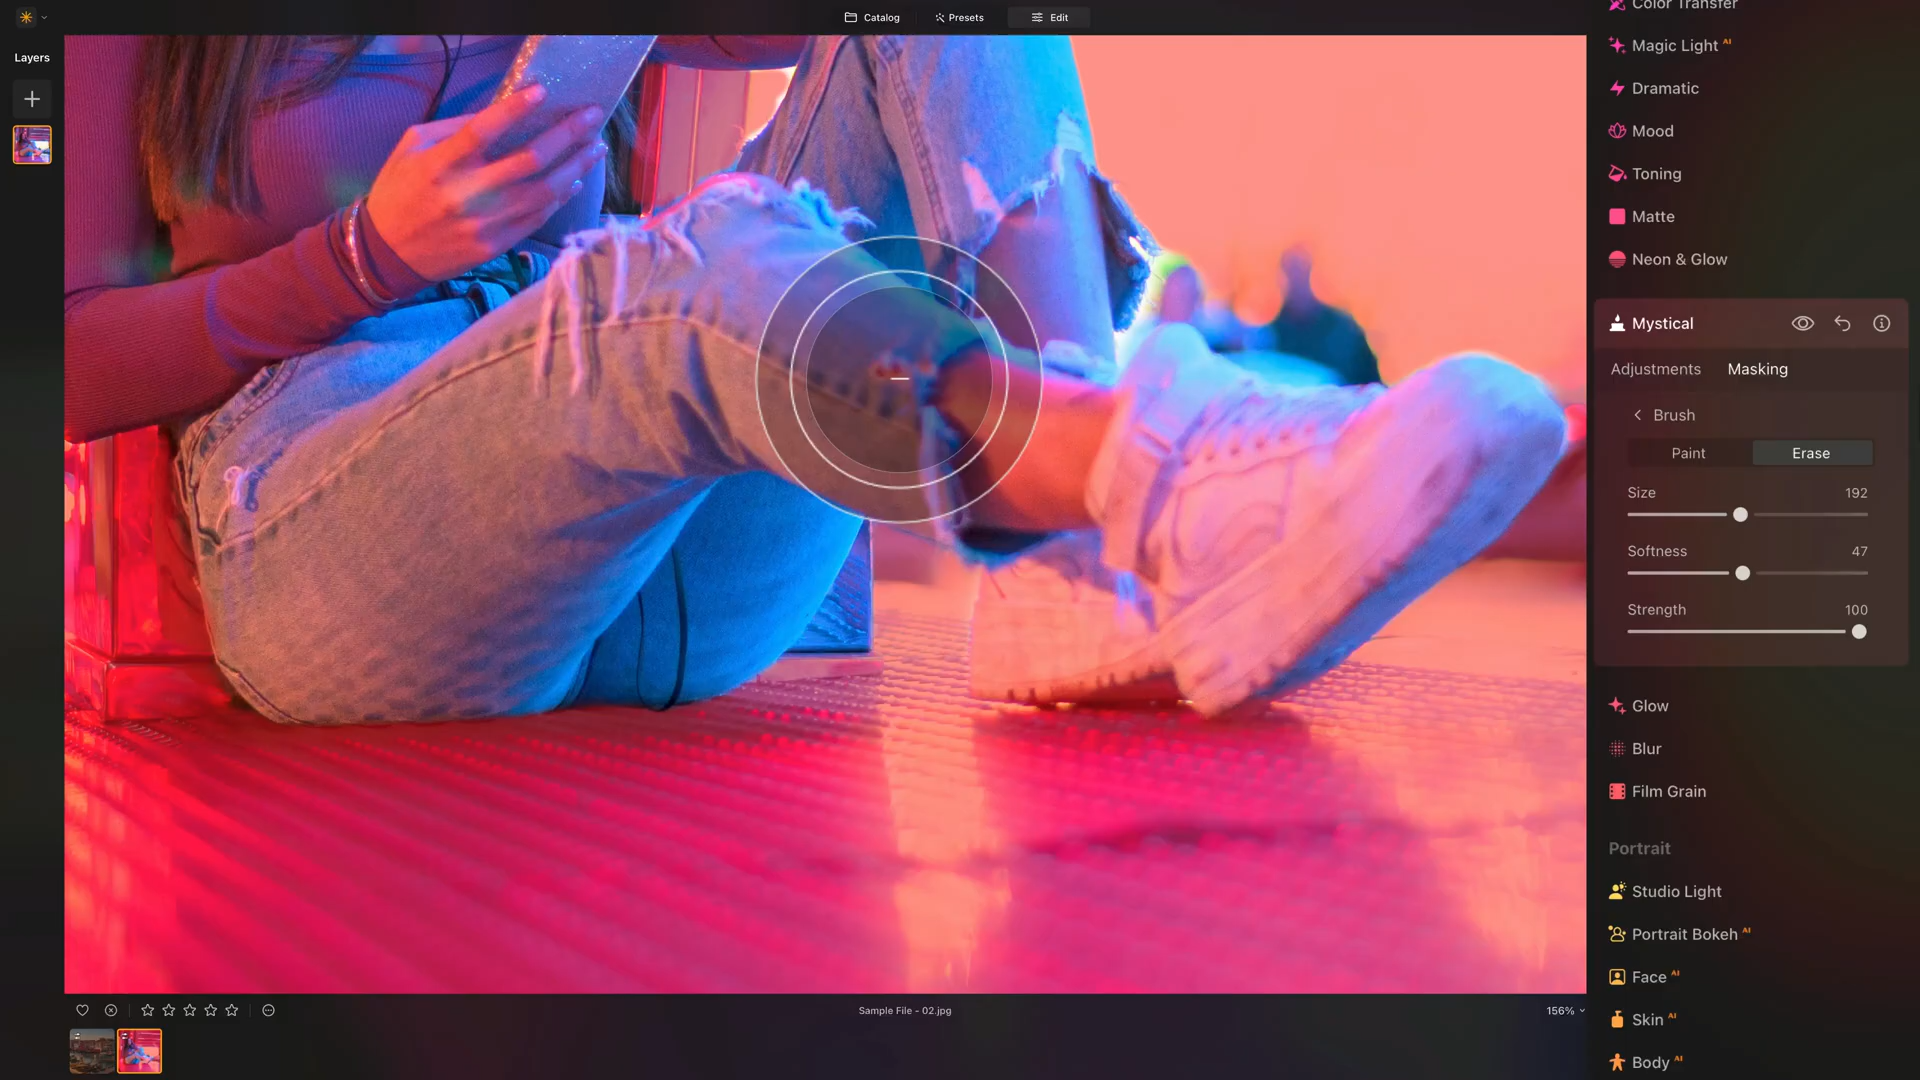 Catalog
Presets
Edit
Layers
Color Transfer
Magic Light AI
Dramatic
Mood
Toning
Matte
Neon & Glow
Mystical
Adjustments
Masking
Brush
Paint
Erase
Size 192
Softness 47
Strength 100
Glow
Blur
Film Grain
Portrait
Studio Light
Portrait Bokeh AI
Face AI
Skin AI
Body AI
Sample File - 02.jpg
156%